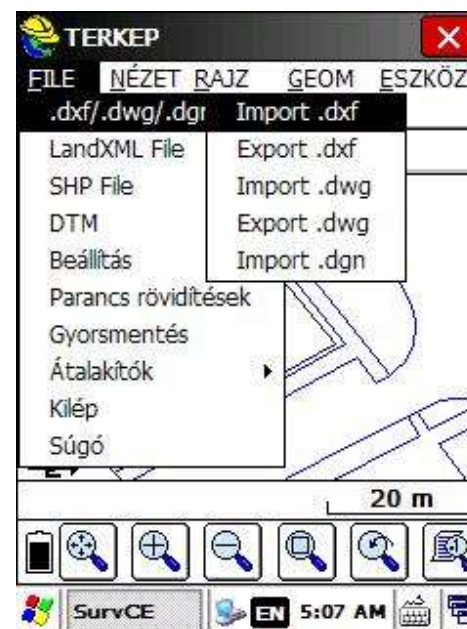 TERKEP
FILE NÉZET RAJZ GEOM ESZKÖZ
.dxf/.dwg/.dgn Import .dxf
LandXML File Export .dxf
SHP File Import .dwg
DTM Export .dwg
Beállítás Import .dgn
Parancs rövidítések
Gyorsmentés
Átalakítók
Kilép
Súgó
20 m
SurvCE EN 5:07 AM